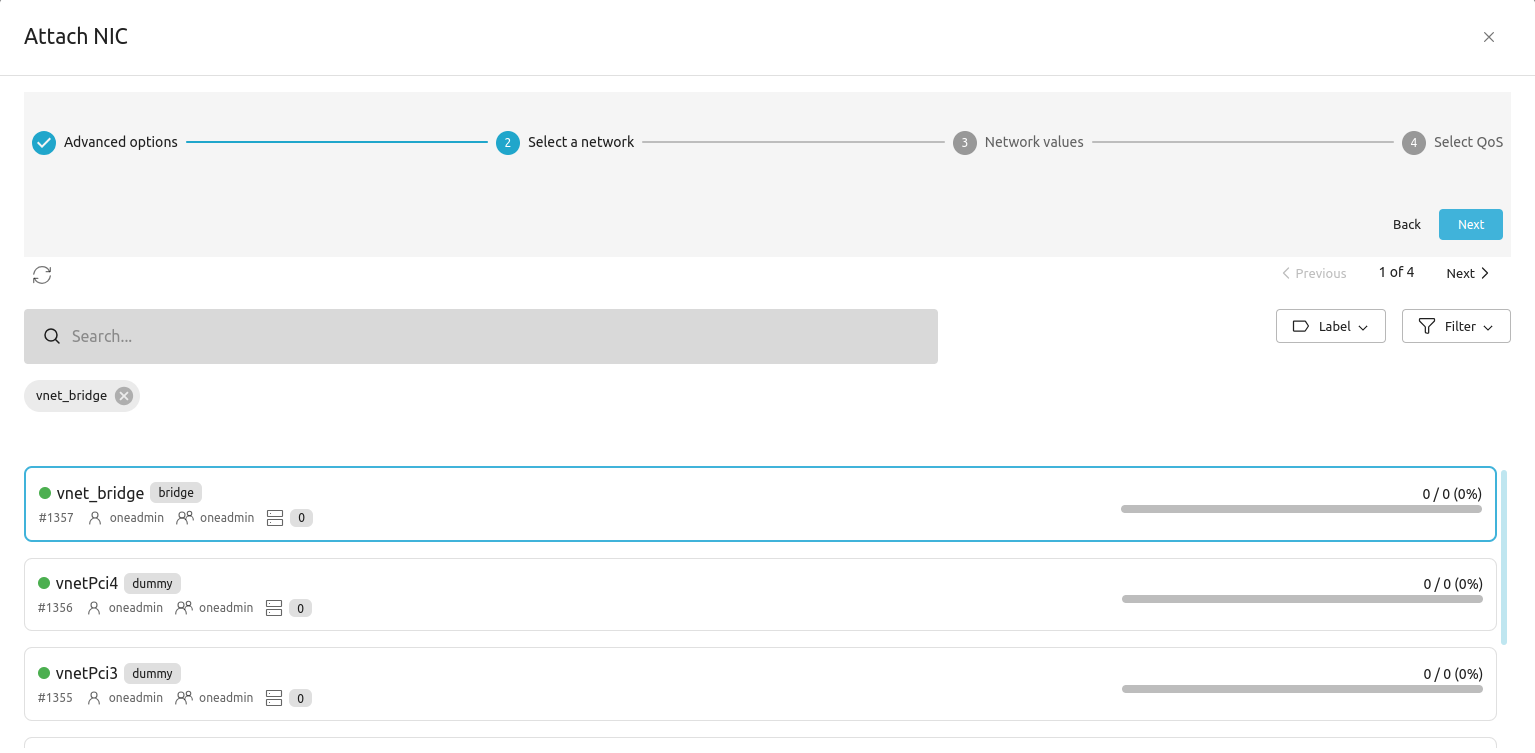 Attach NIC
Advanced options
2 Select a network
3 Network values
4 Select QoS
Back Next
Previous 1 of 4 Next
Search...
Label Filter
vnet_bridge
vnet_bridge bridge
0 / 0 (0%)
#1357 oneadmin oneadmin 0
vnetPci4 dummy
0 / 0 (0%)
#1356 oneadmin oneadmin 0
vnetPci3 dummy
0 / 0 (0%)
#1355 oneadmin oneadmin 0